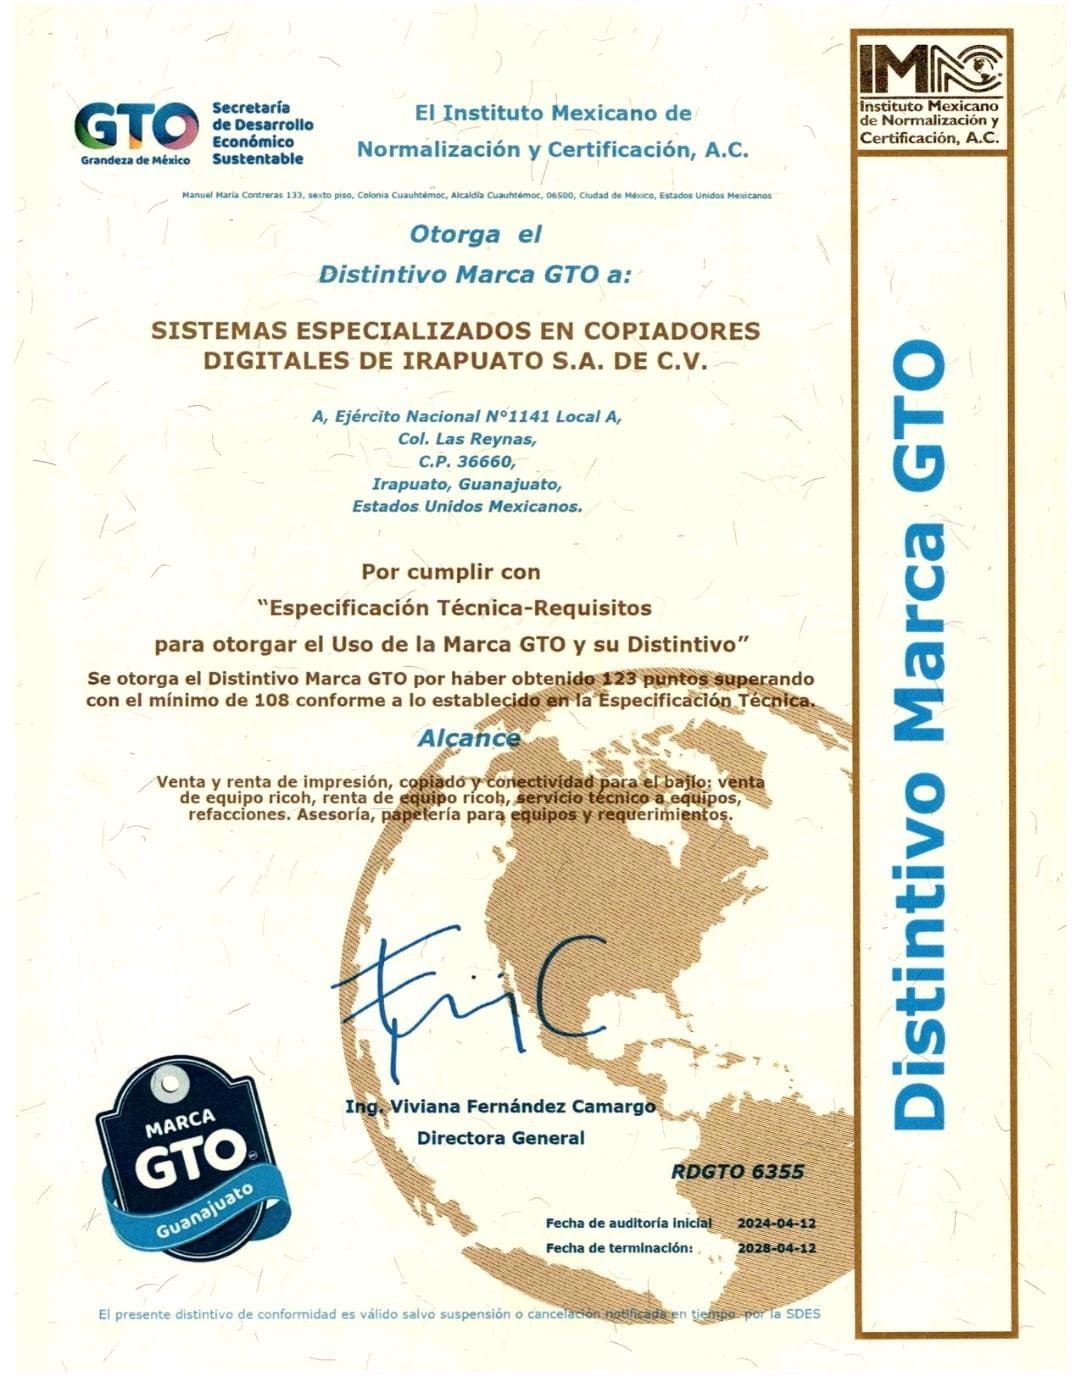 GTO
Grandeza de México
Secretaría
de Desarrollo
Económico
Sustentable
El Instituto Mexicano de
Normalización y Certificación, A.C.
IMNC
Instituto Mexicano
de Normalización y
Certificación, A.C.
Manuel María Contreras 133, sexto piso, Colonia Cuauhtémoc, Alcaldía Cuauhtémoc, 06500, Ciudad de México, Estados Unidos Mexicanos
Otorga el
Distintivo Marca GTO a:
SISTEMAS ESPECIALIZADOS EN COPIADORES
DIGITALES DE IRAPUATO S.A. DE C.V.
A, Ejército Nacional N°1141 Local A,
Col. Las Reynas,
C.P. 36660,
Irapuato, Guanajuato,
Estados Unidos Mexicanos.
Por cumplir con
“Especificación Técnica-Requisitos
para otorgar el Uso de la Marca GTO y su Distintivo”
Se otorga el Distintivo Marca GTO por haber obtenido 123 puntos superando
con el mínimo de 108 conforme a lo establecido en la Especificación Técnica.
Alcance
Venta y renta de impresión, copiado y conectividad para el bajío: venta
de equipo ricoh, renta de equipo ricoh, servicio técnico a equipos,
refacciones. Asesoría, papelería para equipos y requerimientos.
Ing. Viviana Fernández Camargo
Directora General
RDGTO 6355
Fecha de auditoría inicial 2024-04-12
Fecha de terminación: 2028-04-12
MARCA
GTO
Guanajuato
El presente distintivo de conformidad es válido salvo suspensión o cancelación notificada en tiempo por la SDES
Distintivo Marca GTO